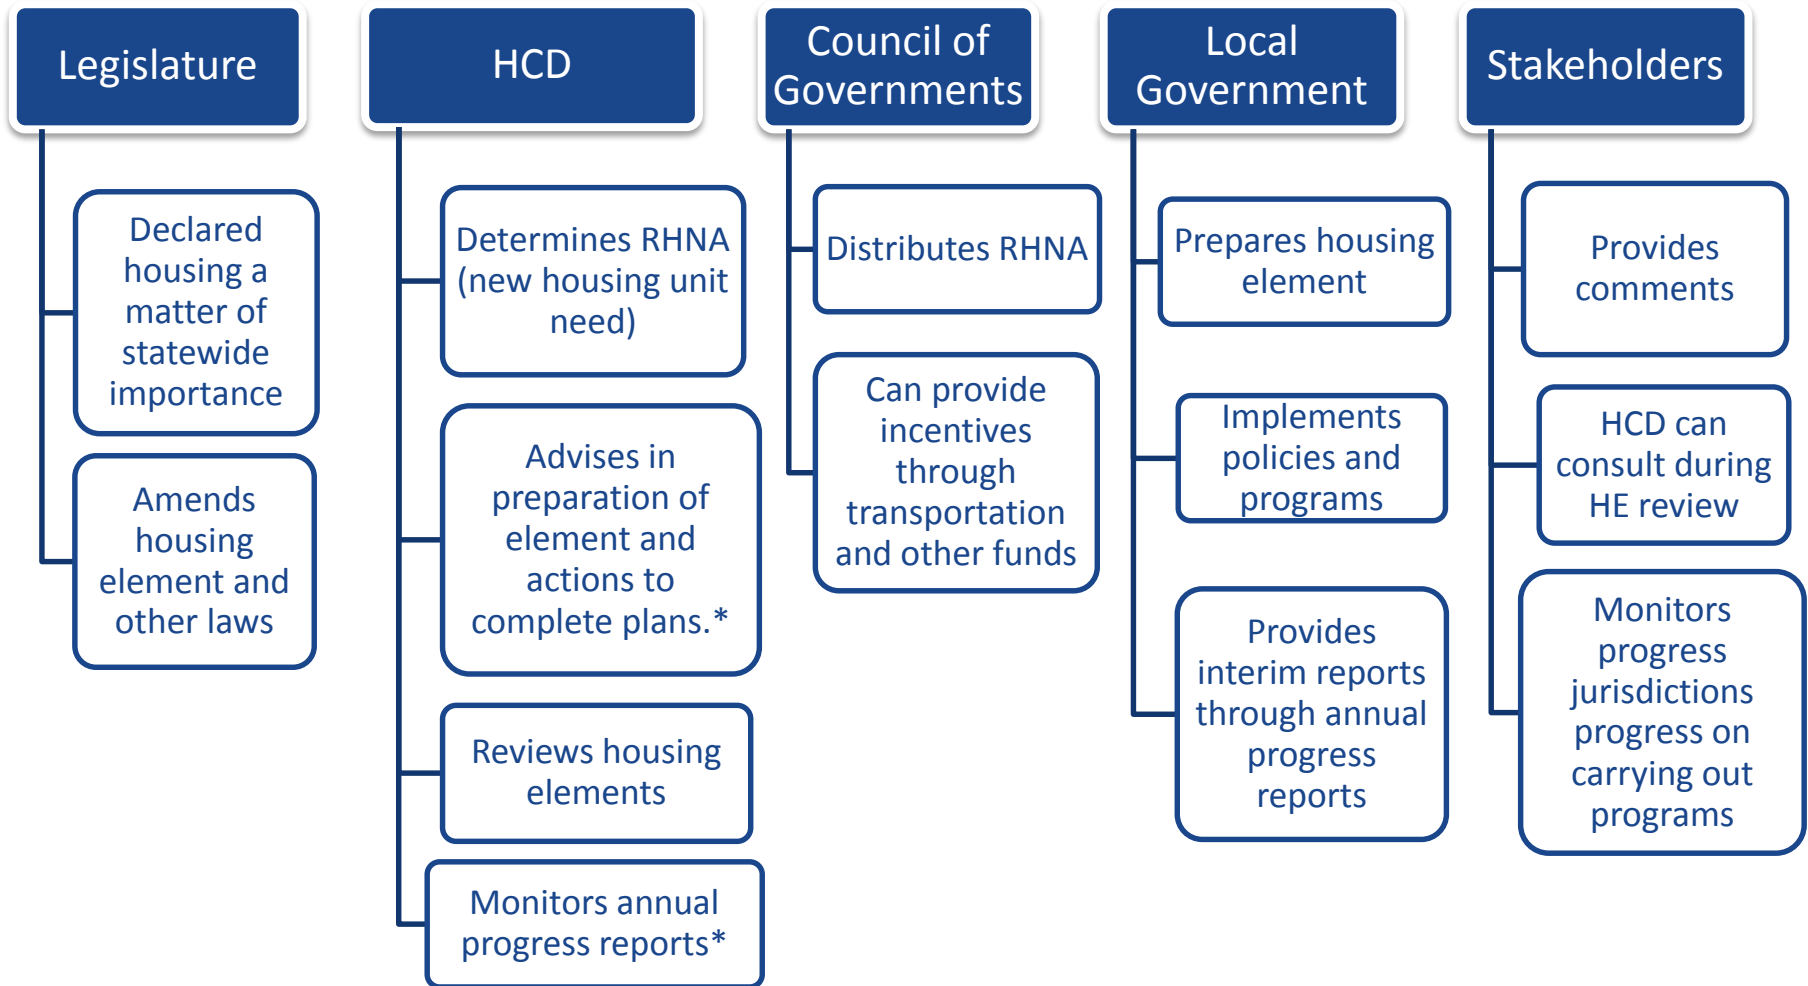 Legislature
Declared
housing a
matter of
statewide
importance
Amends
housing
element and
other laws
HCD
Determines RHNA
(new housing unit
need)
Advises in
preparation of
element and
actions to
complete plans.*
Reviews housing
elements
Monitors annual
progress reports*
Council of
Governments
Distributes RHNA
Can provide
incentives
through
transportation
and other funds
Local
Government
Prepares housing
element
Implements
policies and
programs
Provides
interim reports
through annual
progress
reports
Stakeholders
Provides
comments
HCD can
consult during
HE review
Monitors
progress
jurisdictions
progress on
carrying out
programs